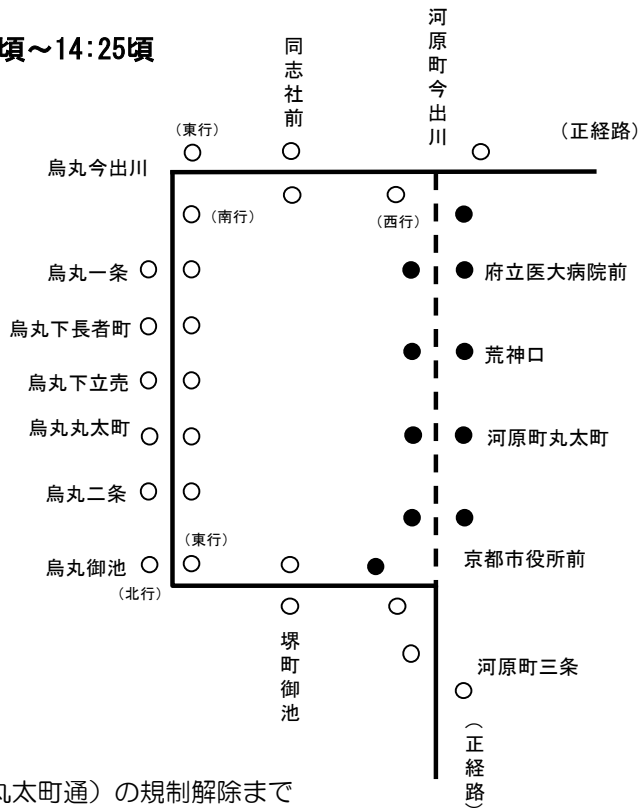 頃～14:25頃
同志社前
河原町今出川
（東行）
（正経路）
烏丸今出川
（南行）
（西行）
烏丸一条
府立医大病院前
烏丸下長者町
荒神口
烏丸下立売
烏丸丸太町
河原町丸太町
烏丸二条
（東行）
京都市役所前
烏丸御池
（北行）
堺町御池
河原町三条
（正経路）
丸太町通）の規制解除まで